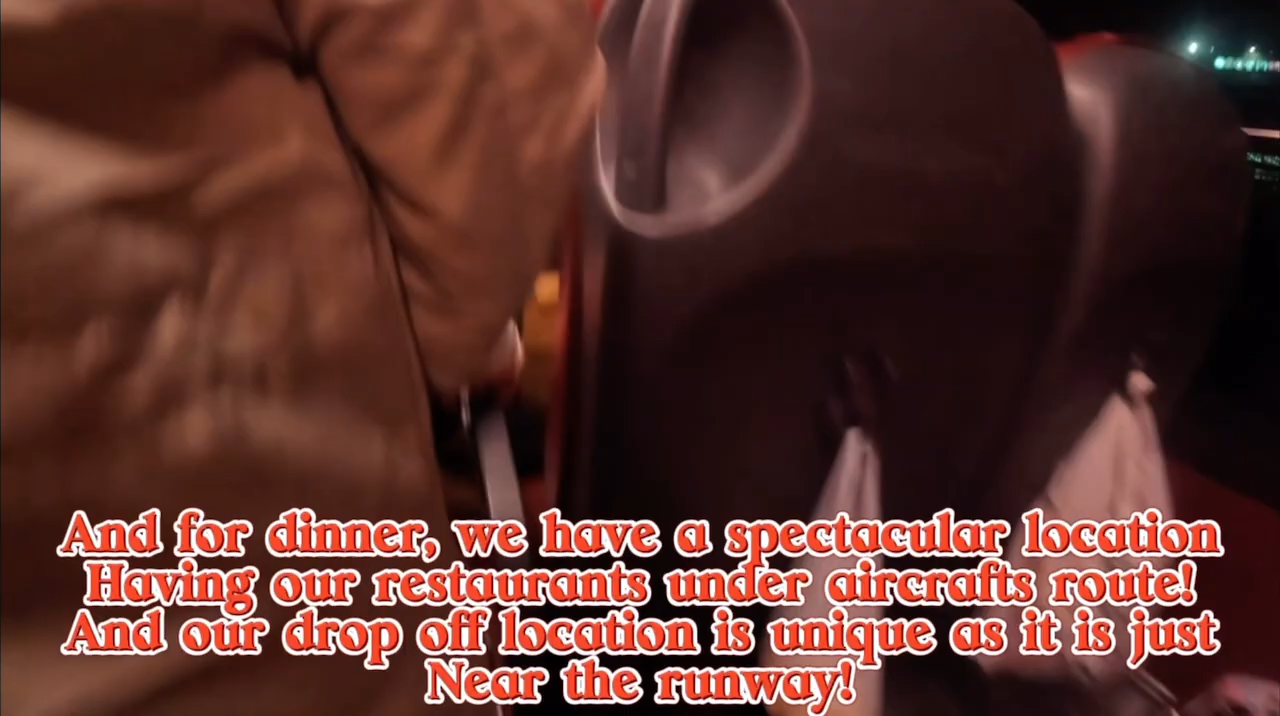 And for dinner, we have a spectacular location
Having our restaurants under aircrafts route!
And our drop off location is unique as it is just
Near the runway!